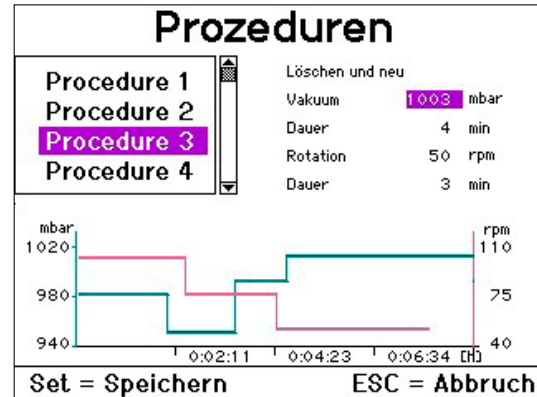 Prozeduren
Procedure 1
Procedure 2
Procedure 3
Procedure 4
Löschen und neu
Vakuum 1003 mbar
Dauer 4 min
Rotation 50 rpm
Dauer 3 min
mbar rpm
1020 110
980 75
940 40
0:02:11 0:04:23 0:06:34 [H]
Set = Speichern ESC = Abbruch